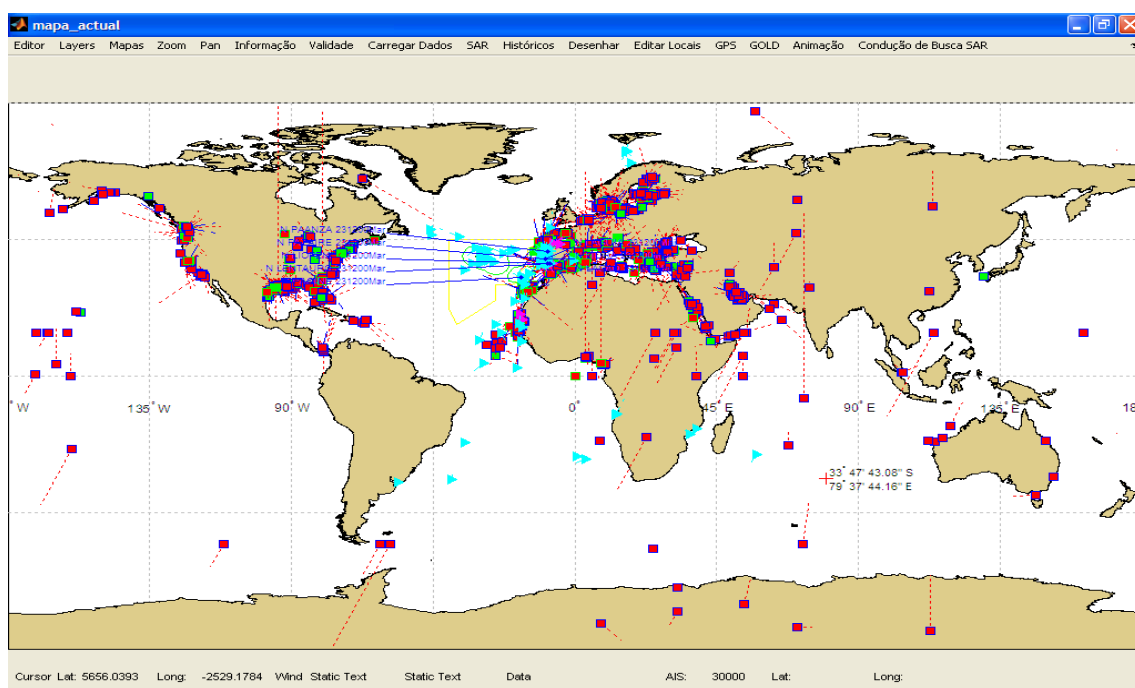 mapa_actual
Editor Layers Mapas Zoom Pan Informação Validade Carregar Dados SAR Históricos Desenhar Editar Locais GPS GOLD Animação Condução de Busca SAR
W 135° W 90° W 0° 45° E 90° E 135° E 18
33° 47' 43.08" S
79° 37' 44.16" E
Cursor Lat: 5656.0393 Long: -2529.1784 Wind Static Text Static Text Data AIS: 30000 Lat: Long: